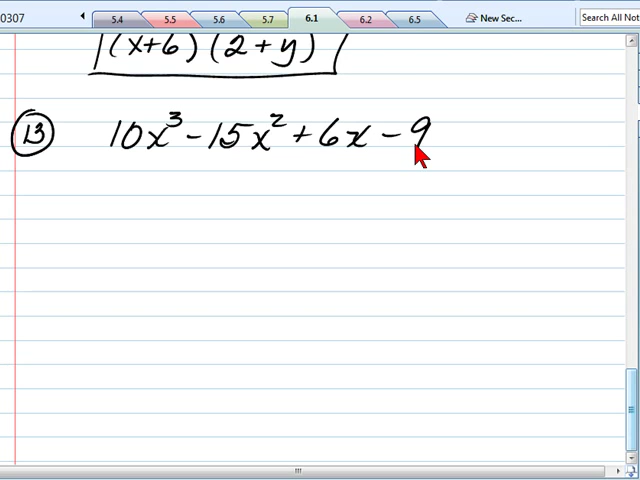 0307 5.4 5.5 5.6 5.7 6.1 6.2 6.5 New Sec... Search All Not
(x+6)(2+y)
13 10x³-15x²+6x-9